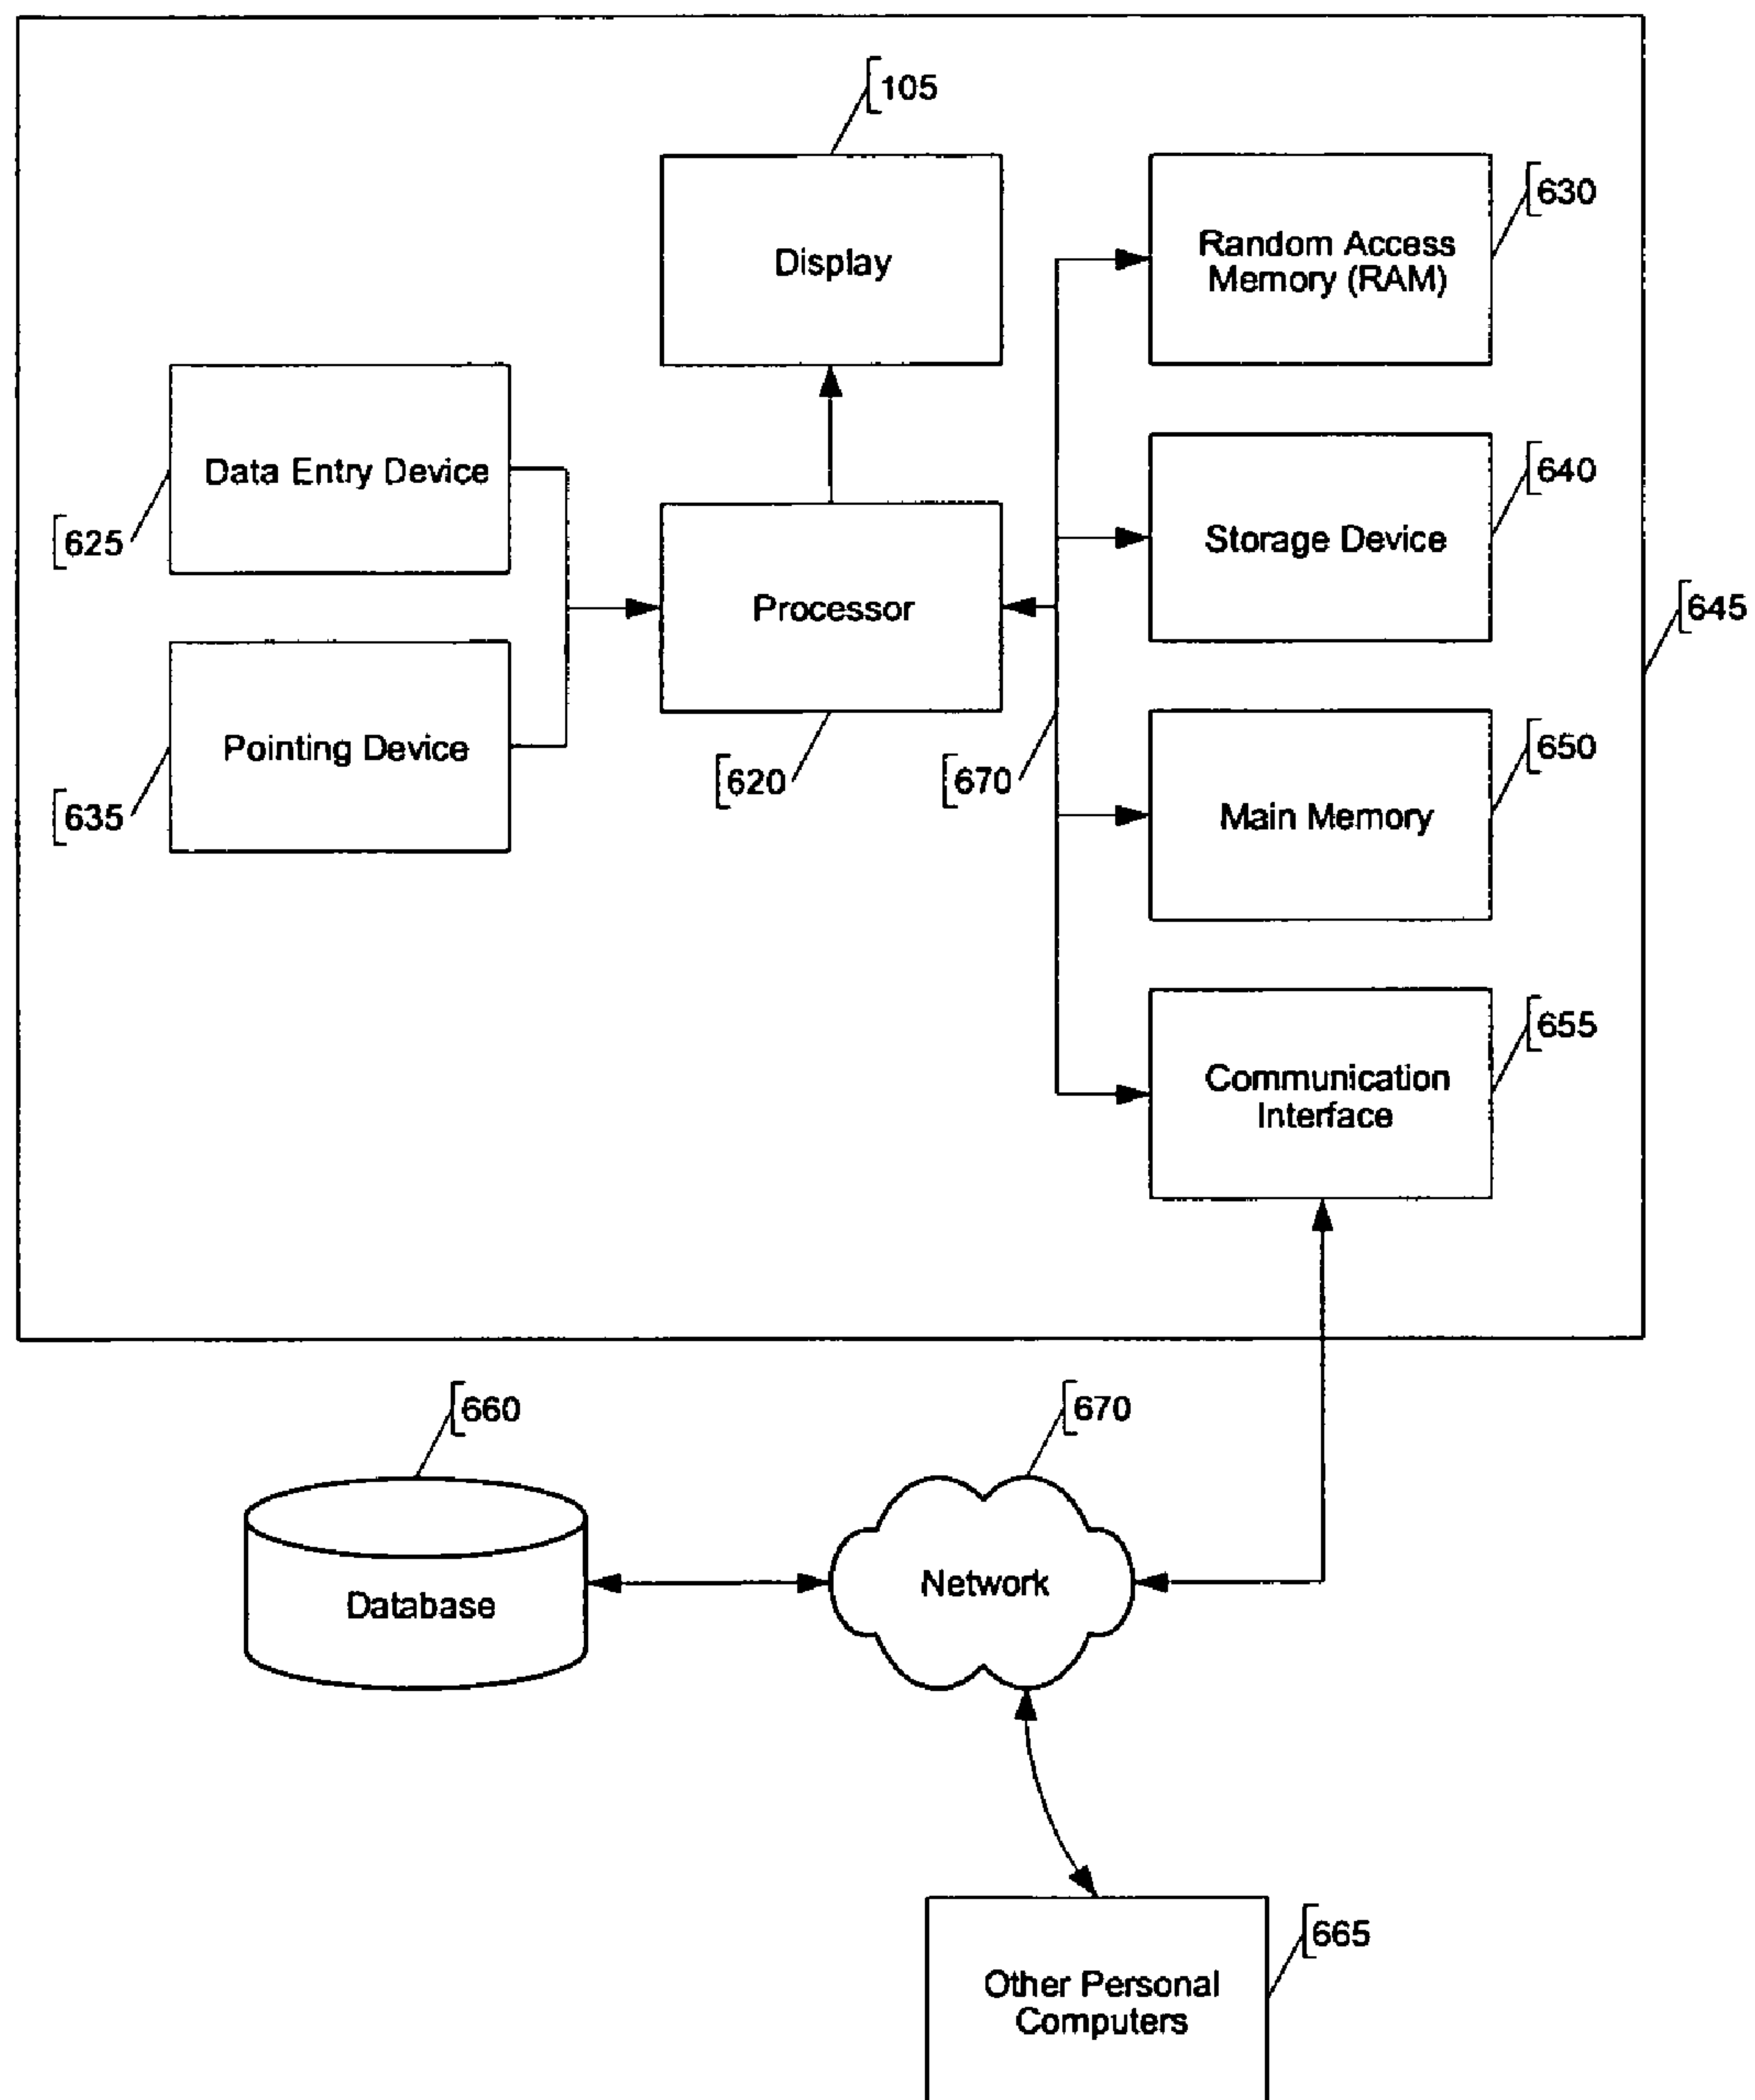 105
Display
Random Access
Memory (RAM)
630
Data Entry Device
625
Storage Device
640
Processor
620
670
645
Pointing Device
635
Main Memory
650
Communication
Interface
655
660
Database
670
Network
665
Other Personal
Computers